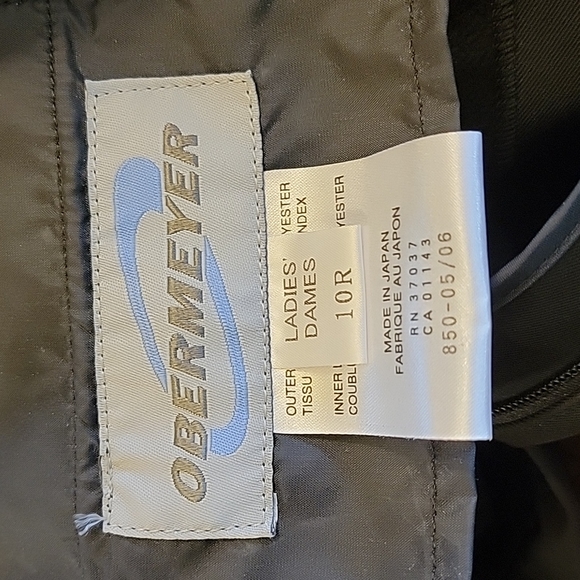 OBERMEYER
LADIES'
DAMES
10R
OUTER
YESTER
TISSU
NDEX
INNER
YESTER
COUBL
MADE IN JAPAN
FABRIQUE AU JAPON
RN 37037
CA 01143
850-05/06